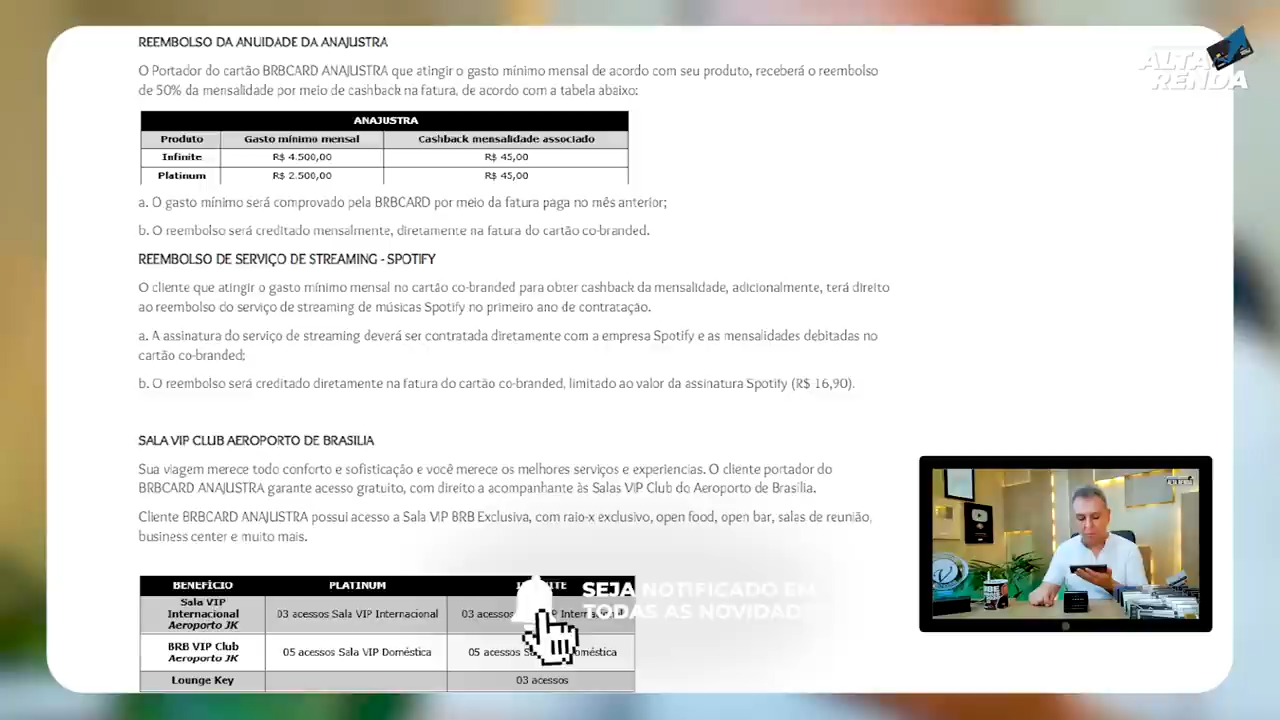 REEMBOLSO DA ANUIDADE DA ANAJUSTRA
O Portador do cartão BRBCARD ANAJUSTRA que atingir o gasto mínimo mensal de acordo com seu produto, receberá o reembolso
de 50% da mensalidade por meio de cashback na fatura, de acordo com a tabela abaixo:
ALTA RENDA
ANAJUSTRA
Produto Gasto mínimo mensal Cashback mensalidade associado
Infinite R$ 4.500,00 R$ 45,00
Platinum R$ 2.500,00 R$ 45,00
a. O gasto mínimo será comprovado pela BRBCARD por meio da fatura paga no mês anterior;
b. O reembolso será creditado mensalmente, diretamente na fatura do cartão co-branded.
REEMBOLSO DE SERVIÇO DE STREAMING - SPOTIFY
O cliente que atingir o gasto mínimo mensal no cartão co-branded para obter cashback da mensalidade, adicionalmente, terá direito
ao reembolso do serviço de streaming de músicas Spotify no primeiro ano de contratação.
a. A assinatura do serviço de streaming deverá ser contratada diretamente com a empresa Spotify e as mensalidades debitadas no
cartão co-branded;
b. O reembolso será creditado diretamente na fatura do cartão co-branded, limitado ao valor da assinatura Spotify (R$ 16,90).
SALA VIP CLUB AEROPORTO DE BRASILIA
Sua viagem merece todo conforto e sofisticação e você merece os melhores serviços e experiencias. O cliente portador do
BRBCARD ANAJUSTRA garante acesso gratuito, com direito a acompanhante às Salas VIP Club do Aeroporto de Brasília.
Cliente BRBCARD ANAJUSTRA possui acesso a Sala VIP BRB Exclusiva, com raio-x exclusivo, open food, open bar, salas de reunião,
business center e muito mais.
BENEFÍCIO PLATINUM
Sala VIP
Internacional
Aeroporto JK
03 acessos Sala VIP Internacional 03 acessos
BRB VIP Club
Aeroporto JK
05 acessos Sala VIP Doméstica 05 acessos
Lounge Key 03 acessos
SEJA NOTIFICADO EM
TODAS AS NOVIDAD